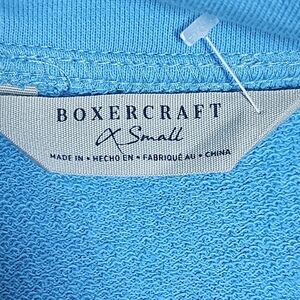 BOXERCRAFT
X Small
MADE IN • HECHO EN • FABRIQUÉ AU • CHINA